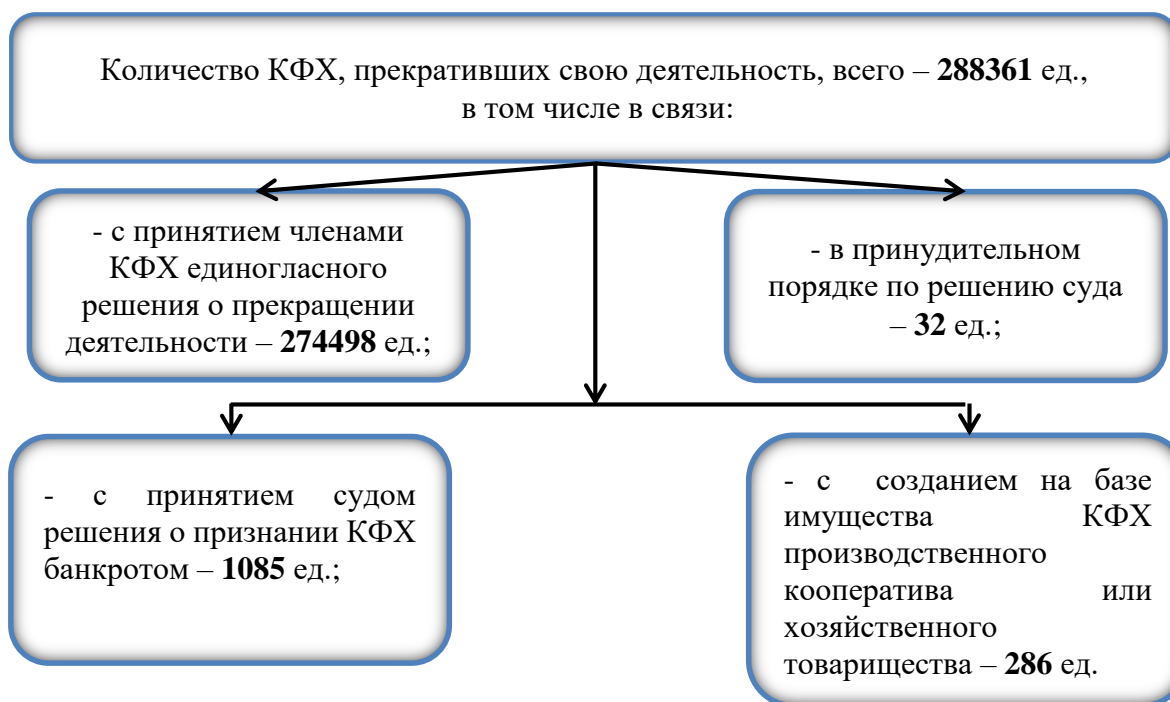 Количество КФХ, прекративших свою деятельность, всего – 288361 ед.,
в том числе в связи:
- с принятием членами
КФХ единогласного
решения о прекращении
деятельности – 274498 ед.;
- в принудительном
порядке по решению суда
– 32 ед.;
- с принятием судом
решения о признании КФХ
банкротом – 1085 ед.;
- с созданием на базе
имущества КФХ
производственного
кооператива или
хозяйственного
товарищества – 286 ед.